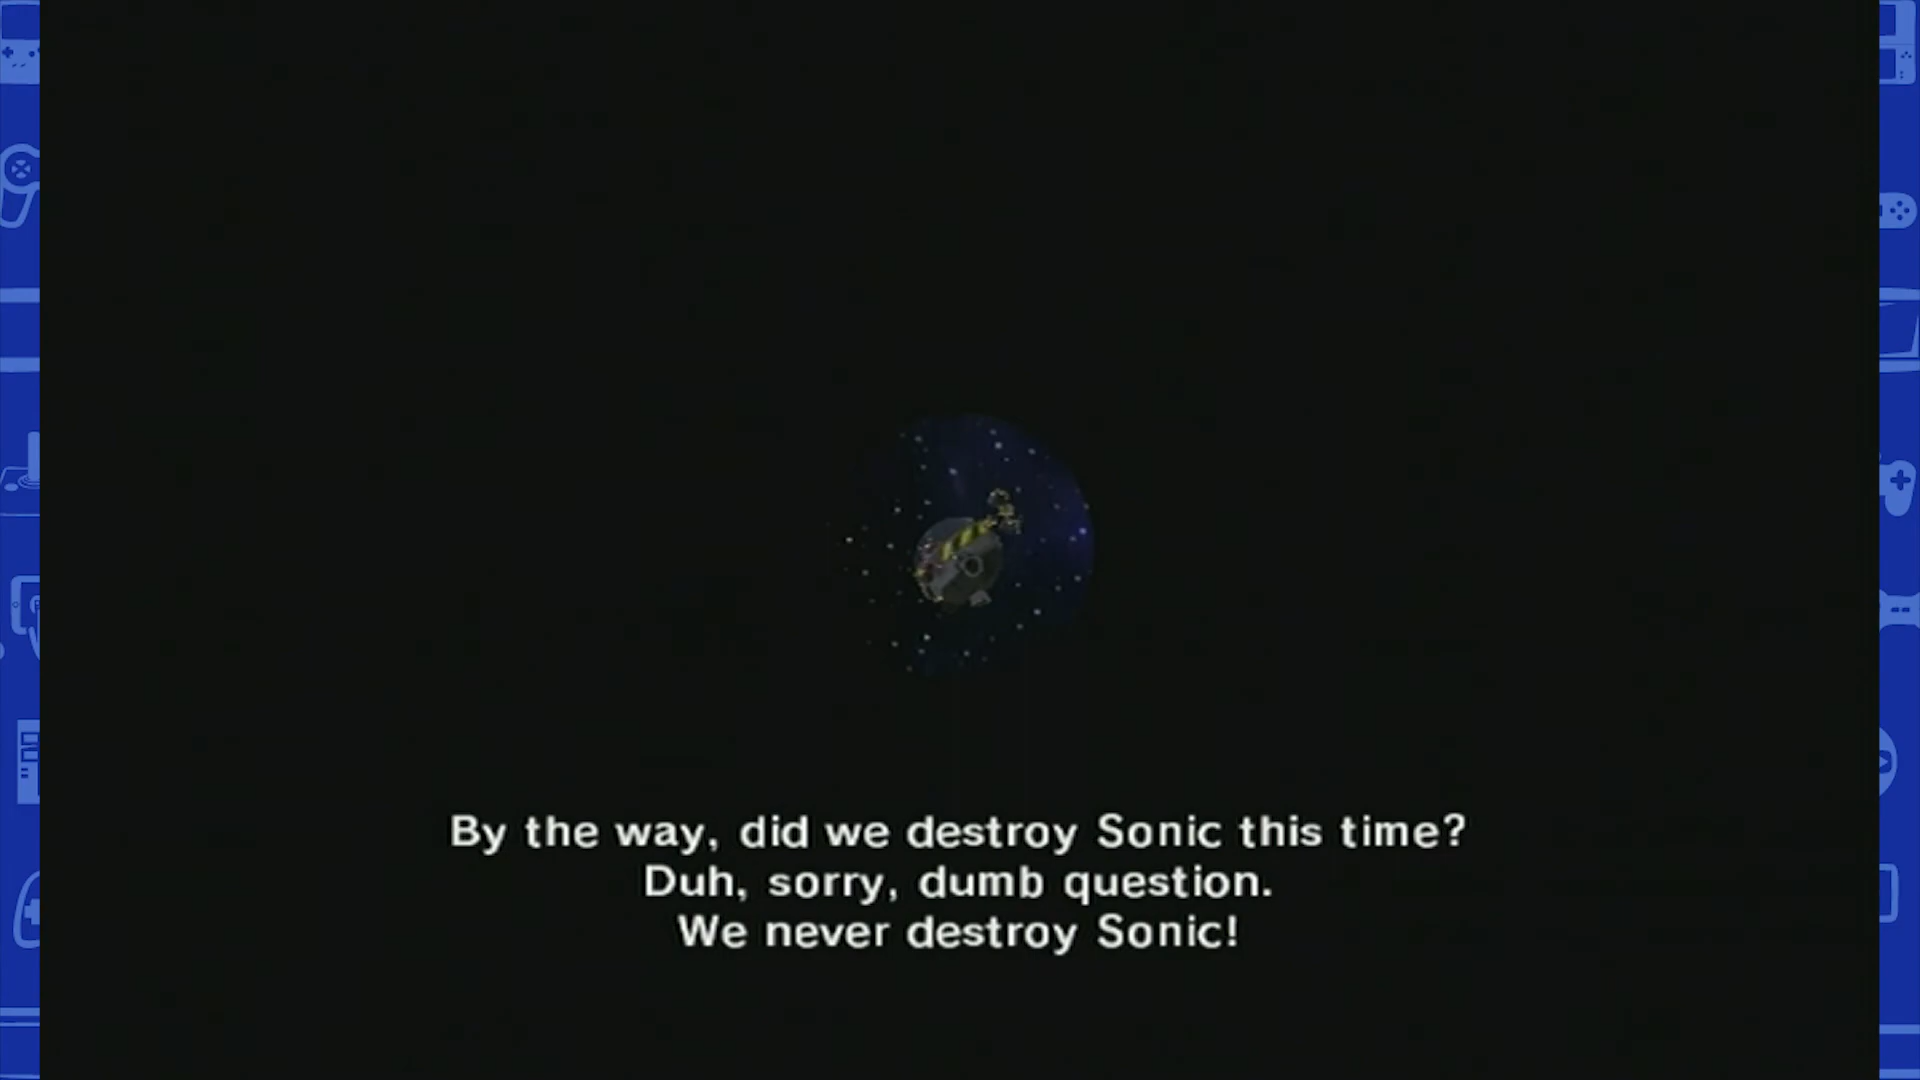 By the way, did we destroy Sonic this time?
Duh, sorry, dumb question.
We never destroy Sonic!